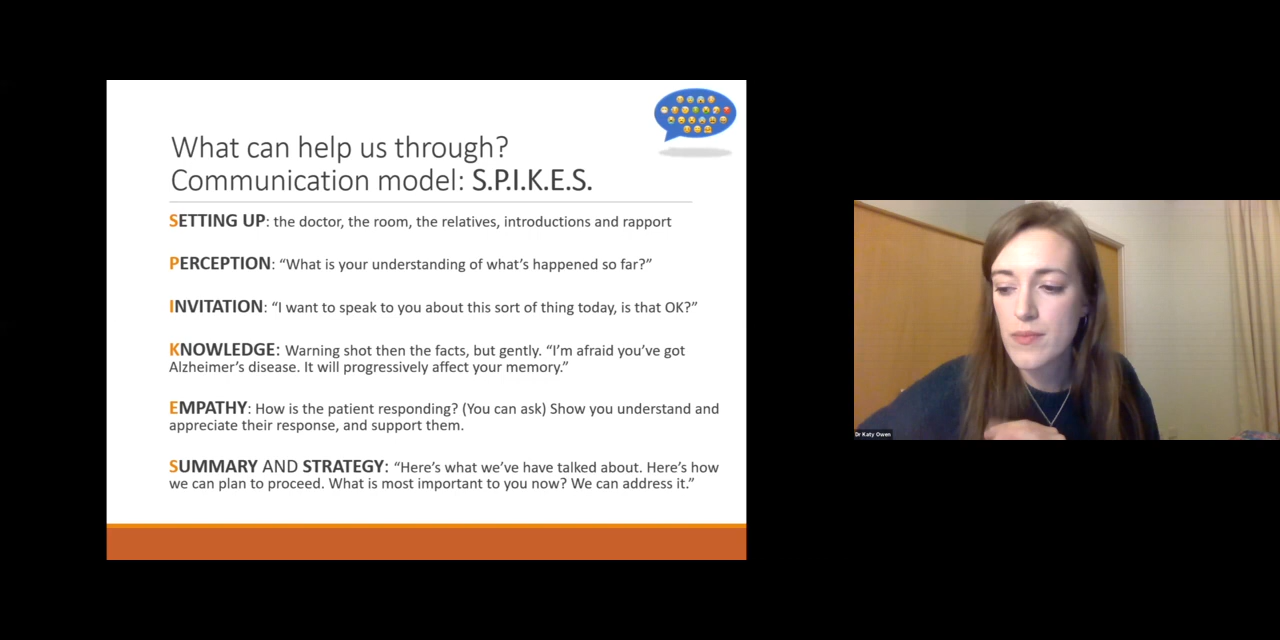 What can help us through?
Communication model: S.P.I.K.E.S.
SETTING UP: the doctor, the room, the relatives, introductions and rapport
PERCEPTION: “What is your understanding of what’s happened so far?”
INVITATION: “I want to speak to you about this sort of thing today, is that OK?”
KNOWLEDGE: Warning shot then the facts, but gently. “I’m afraid you’ve got
Alzheimer’s disease. It will progressively affect your memory.”
EMPATHY: How is the patient responding? (You can ask) Show you understand and
appreciate their response, and support them.
SUMMARY AND STRATEGY: “Here’s what we’ve have talked about. Here’s how
we can plan to proceed. What is most important to you now? We can address it.”
Dr Katy Owen